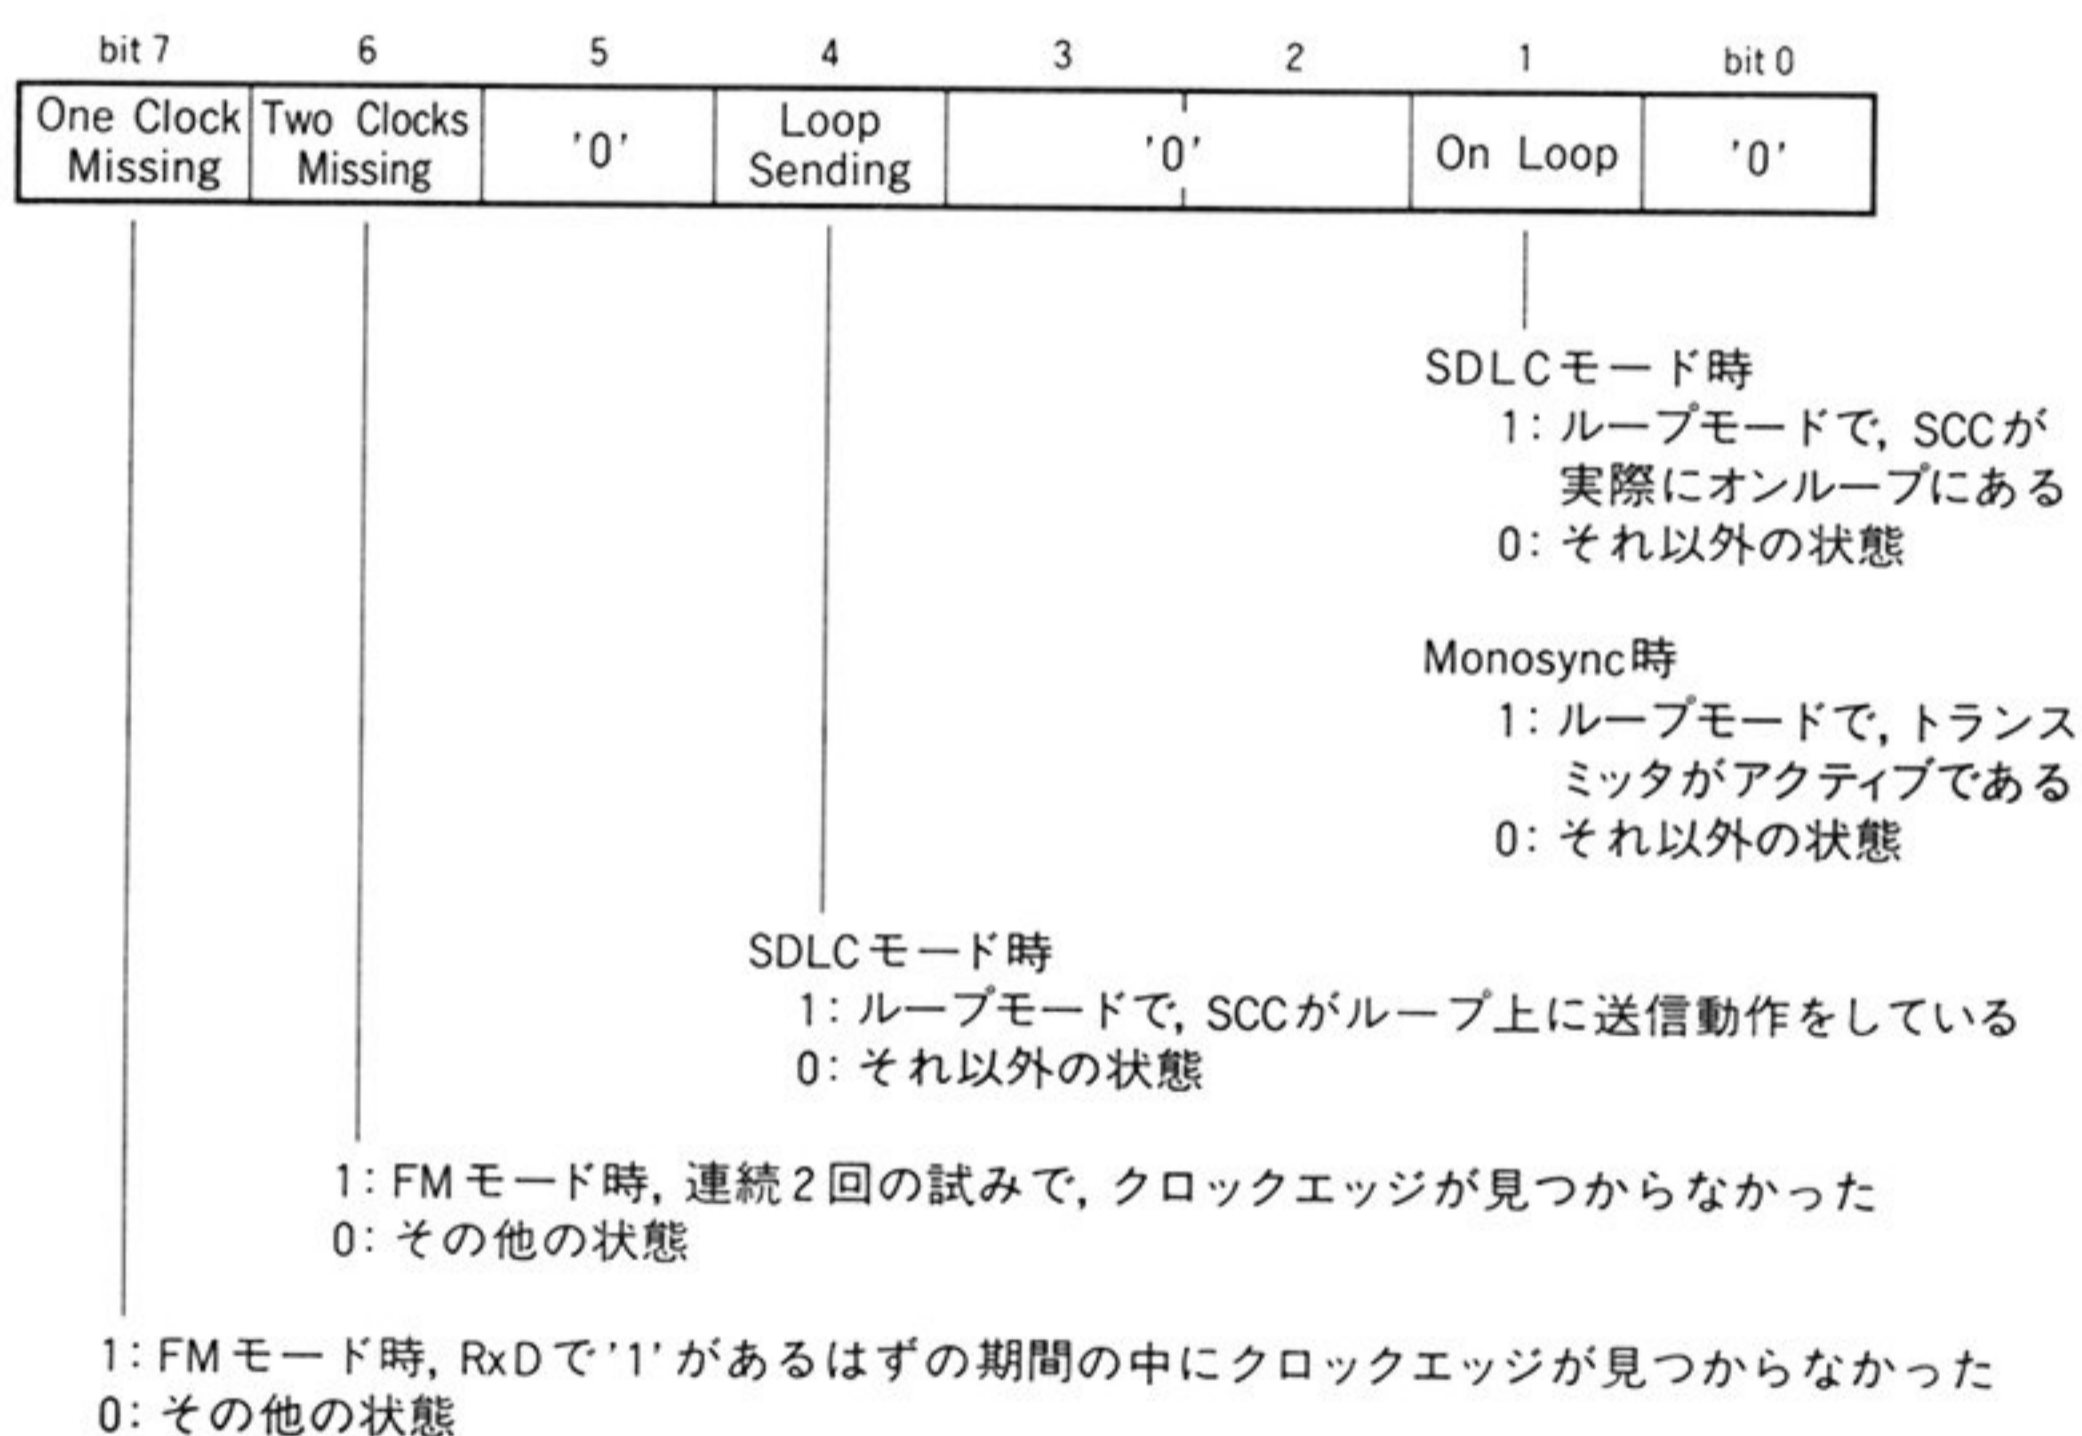 bit 7 6 5 4 3 2 1 bit 0
One Clock Missing Two Clocks Missing '0' Loop Sending '0' On Loop '0'
SDLCモード時
1: ループモードで, SCCが
実際にオンループにある
0: それ以外の状態
Monosync時
1: ループモードで, トランス
ミッタがアクティブである
0: それ以外の状態
SDLCモード時
1: ループモードで, SCCがループ上に送信動作をしている
0: それ以外の状態
1: FMモード時, 連続2回の試みで, クロックエッジが見つからなかった
0: その他の状態
1: FMモード時, RxDで'1'があるはずの期間の中にクロックエッジが見つからなかった
0: その他の状態